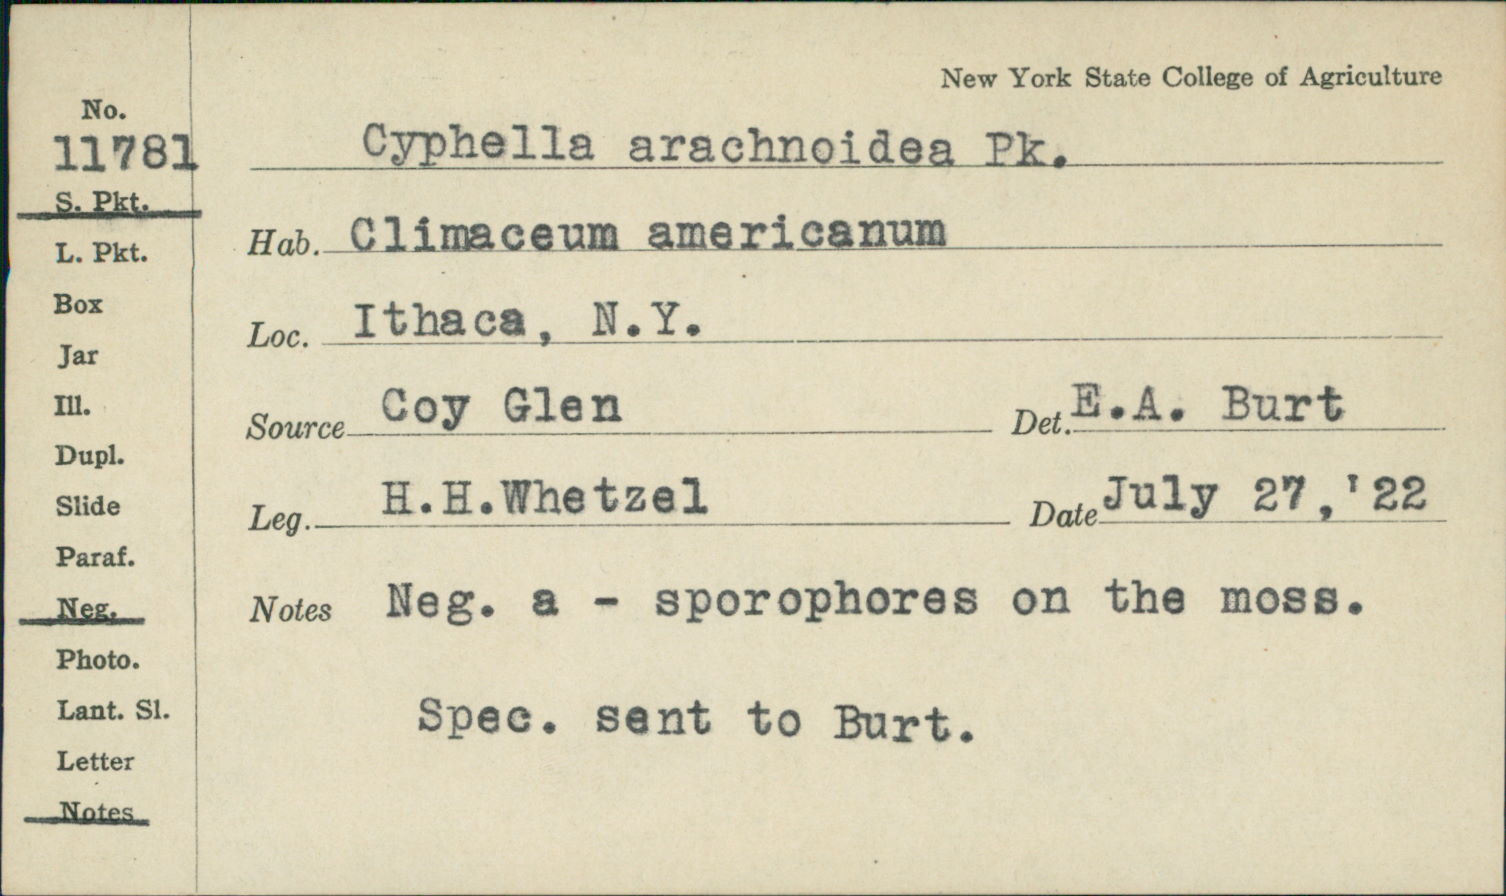 New York State College of Agriculture
No.
11781
S. Pkt.
L. Pkt.
Box
Jar
Ill.
Dupl.
Slide
Paraf.
Neg.
Photo.
Lant. Sl.
Letter
Notes
Cyphella arachnoidea Pk.
Hab. Climaceum americanum
Loc. Ithaca, N.Y.
Source Coy Glen Det. E.A. Burt
Leg. H.H.Whetzel Date July 27,'22
Notes Neg. a - sporophores on the moss.
Spec. sent to Burt.